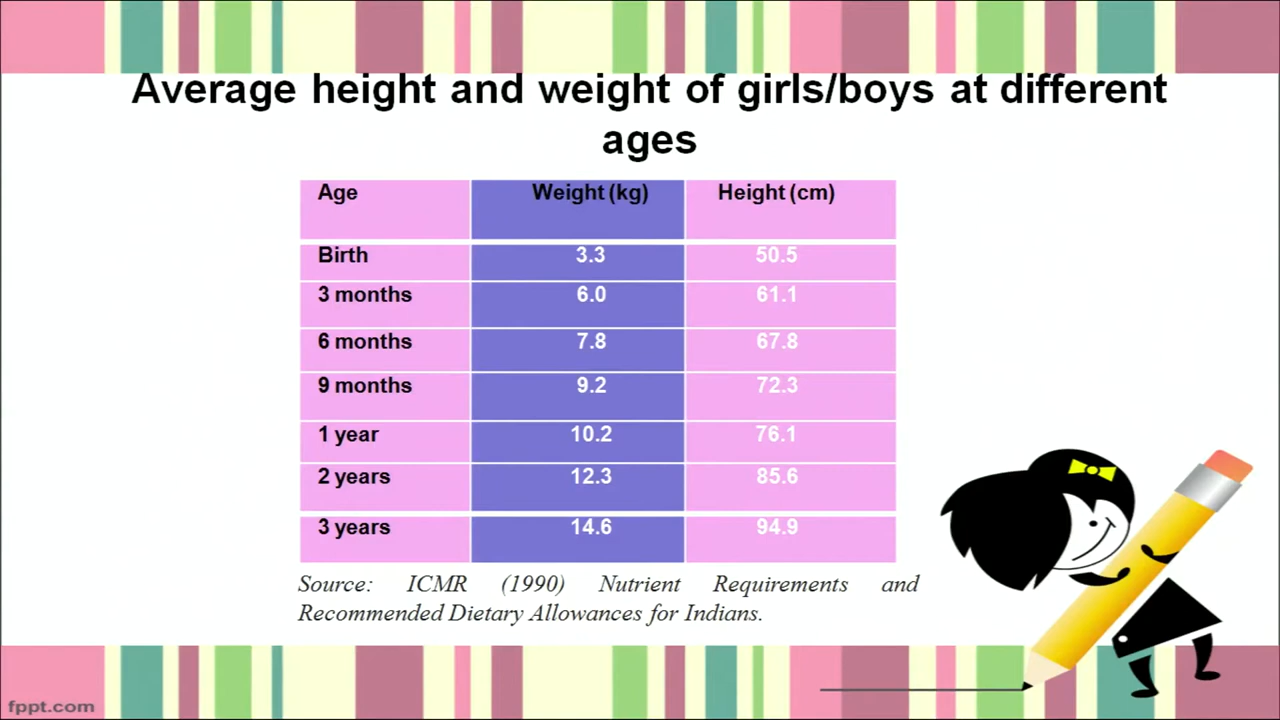 Average height and weight of girls/boys at different
ages
Age Weight (kg) Height (cm)
Birth 3.3 50.5
3 months 6.0 61.1
6 months 7.8 67.8
9 months 9.2 72.3
1 year 10.2 76.1
2 years 12.3 85.6
3 years 14.6 94.9
Source: ICMR (1990) Nutrient Requirements and
Recommended Dietary Allowances for Indians.
fppt.com